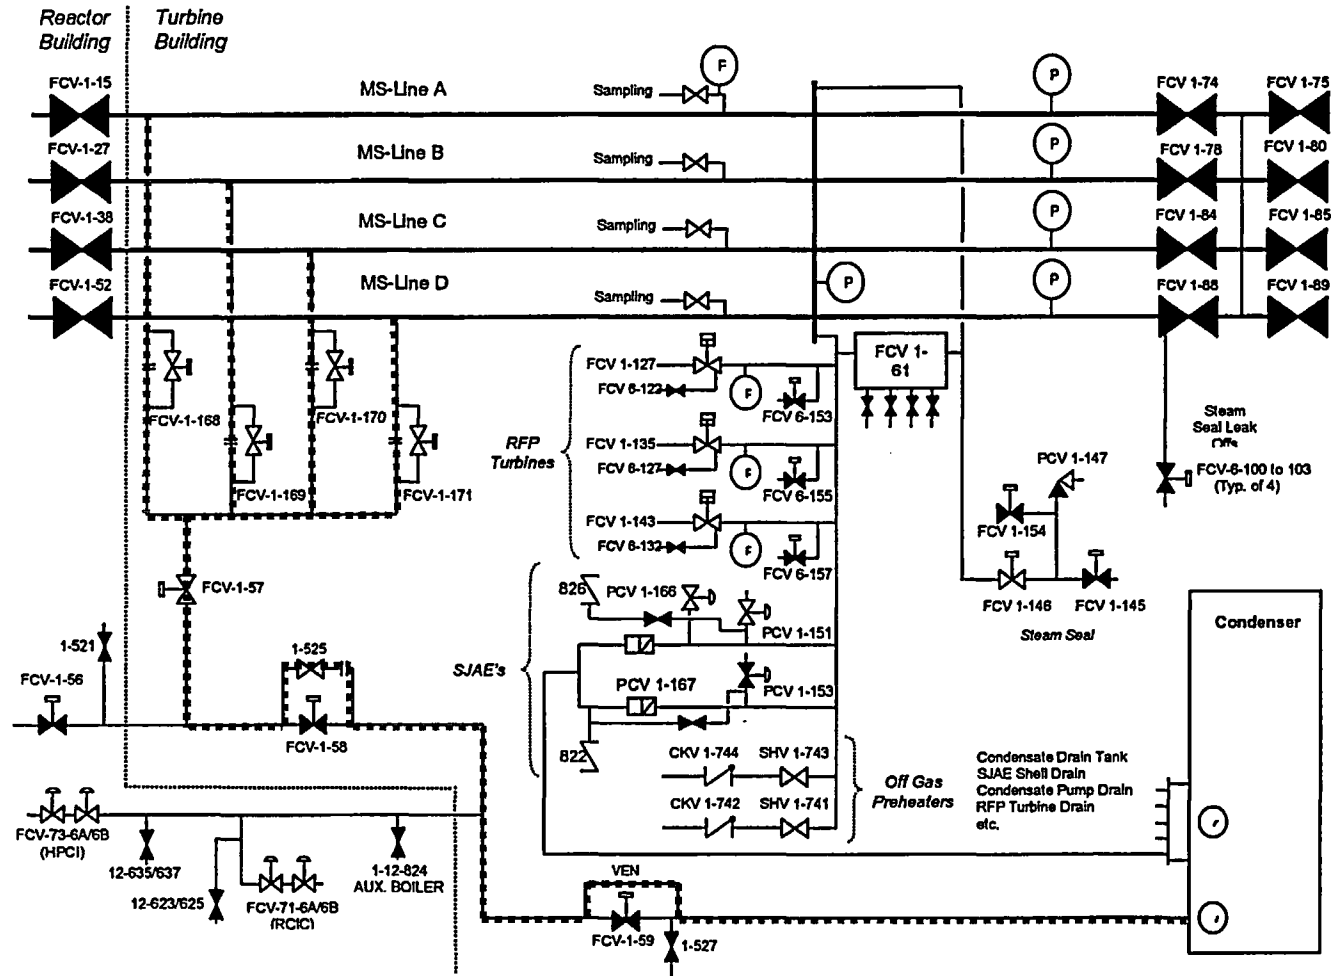 Reactor
Building
Turbine
Building
FCV-1-15
MS-Line A
Sampling
F
P
FCV 1-74
FCV 1-75
FCV-1-27
MS-Line B
Sampling
P
FCV 1-78
FCV 1-80
FCV-1-38
MS-Line C
Sampling
P
FCV 1-84
FCV 1-85
FCV-1-52
MS-Line D
Sampling
P
P
FCV 1-88
FCV 1-89
FCV-1-168
FCV-1-169
FCV-1-170
FCV-1-171
RFP
Turbines
FCV 1-127
FCV 6-122
F
FCV 6-153
FCV 1-135
FCV 6-127
F
FCV 6-155
FCV 1-143
FCV 6-132
F
FCV 6-157
FCV 1-
61
Steam
Seal Leak
Offs
FCV-6-100 to 103
(Typ. of 4)
PCV 1-147
FCV 1-154
FCV 1-146
FCV 1-145
Steam Seal
FCV-1-57
1-521
FCV-1-56
1-525
FCV-1-58
SJAE's
826
PCV 1-166
PCV 1-151
PCV 1-167
PCV 1-153
822
CKV 1-744
SHV 1-743
CKV 1-742
SHV 1-741
Off Gas
Preheaters
Condensate Drain Tank
SJAE Shell Drain
Condensate Pump Drain
RFP Turbine Drain
etc.
Condenser
FCV-73-6A/6B
(HPCI)
12-635/637
12-623/625
FCV-71-6A/6B
(RCIC)
1-12-824
AUX. BOILER
VEN
FCV-1-59
1-527